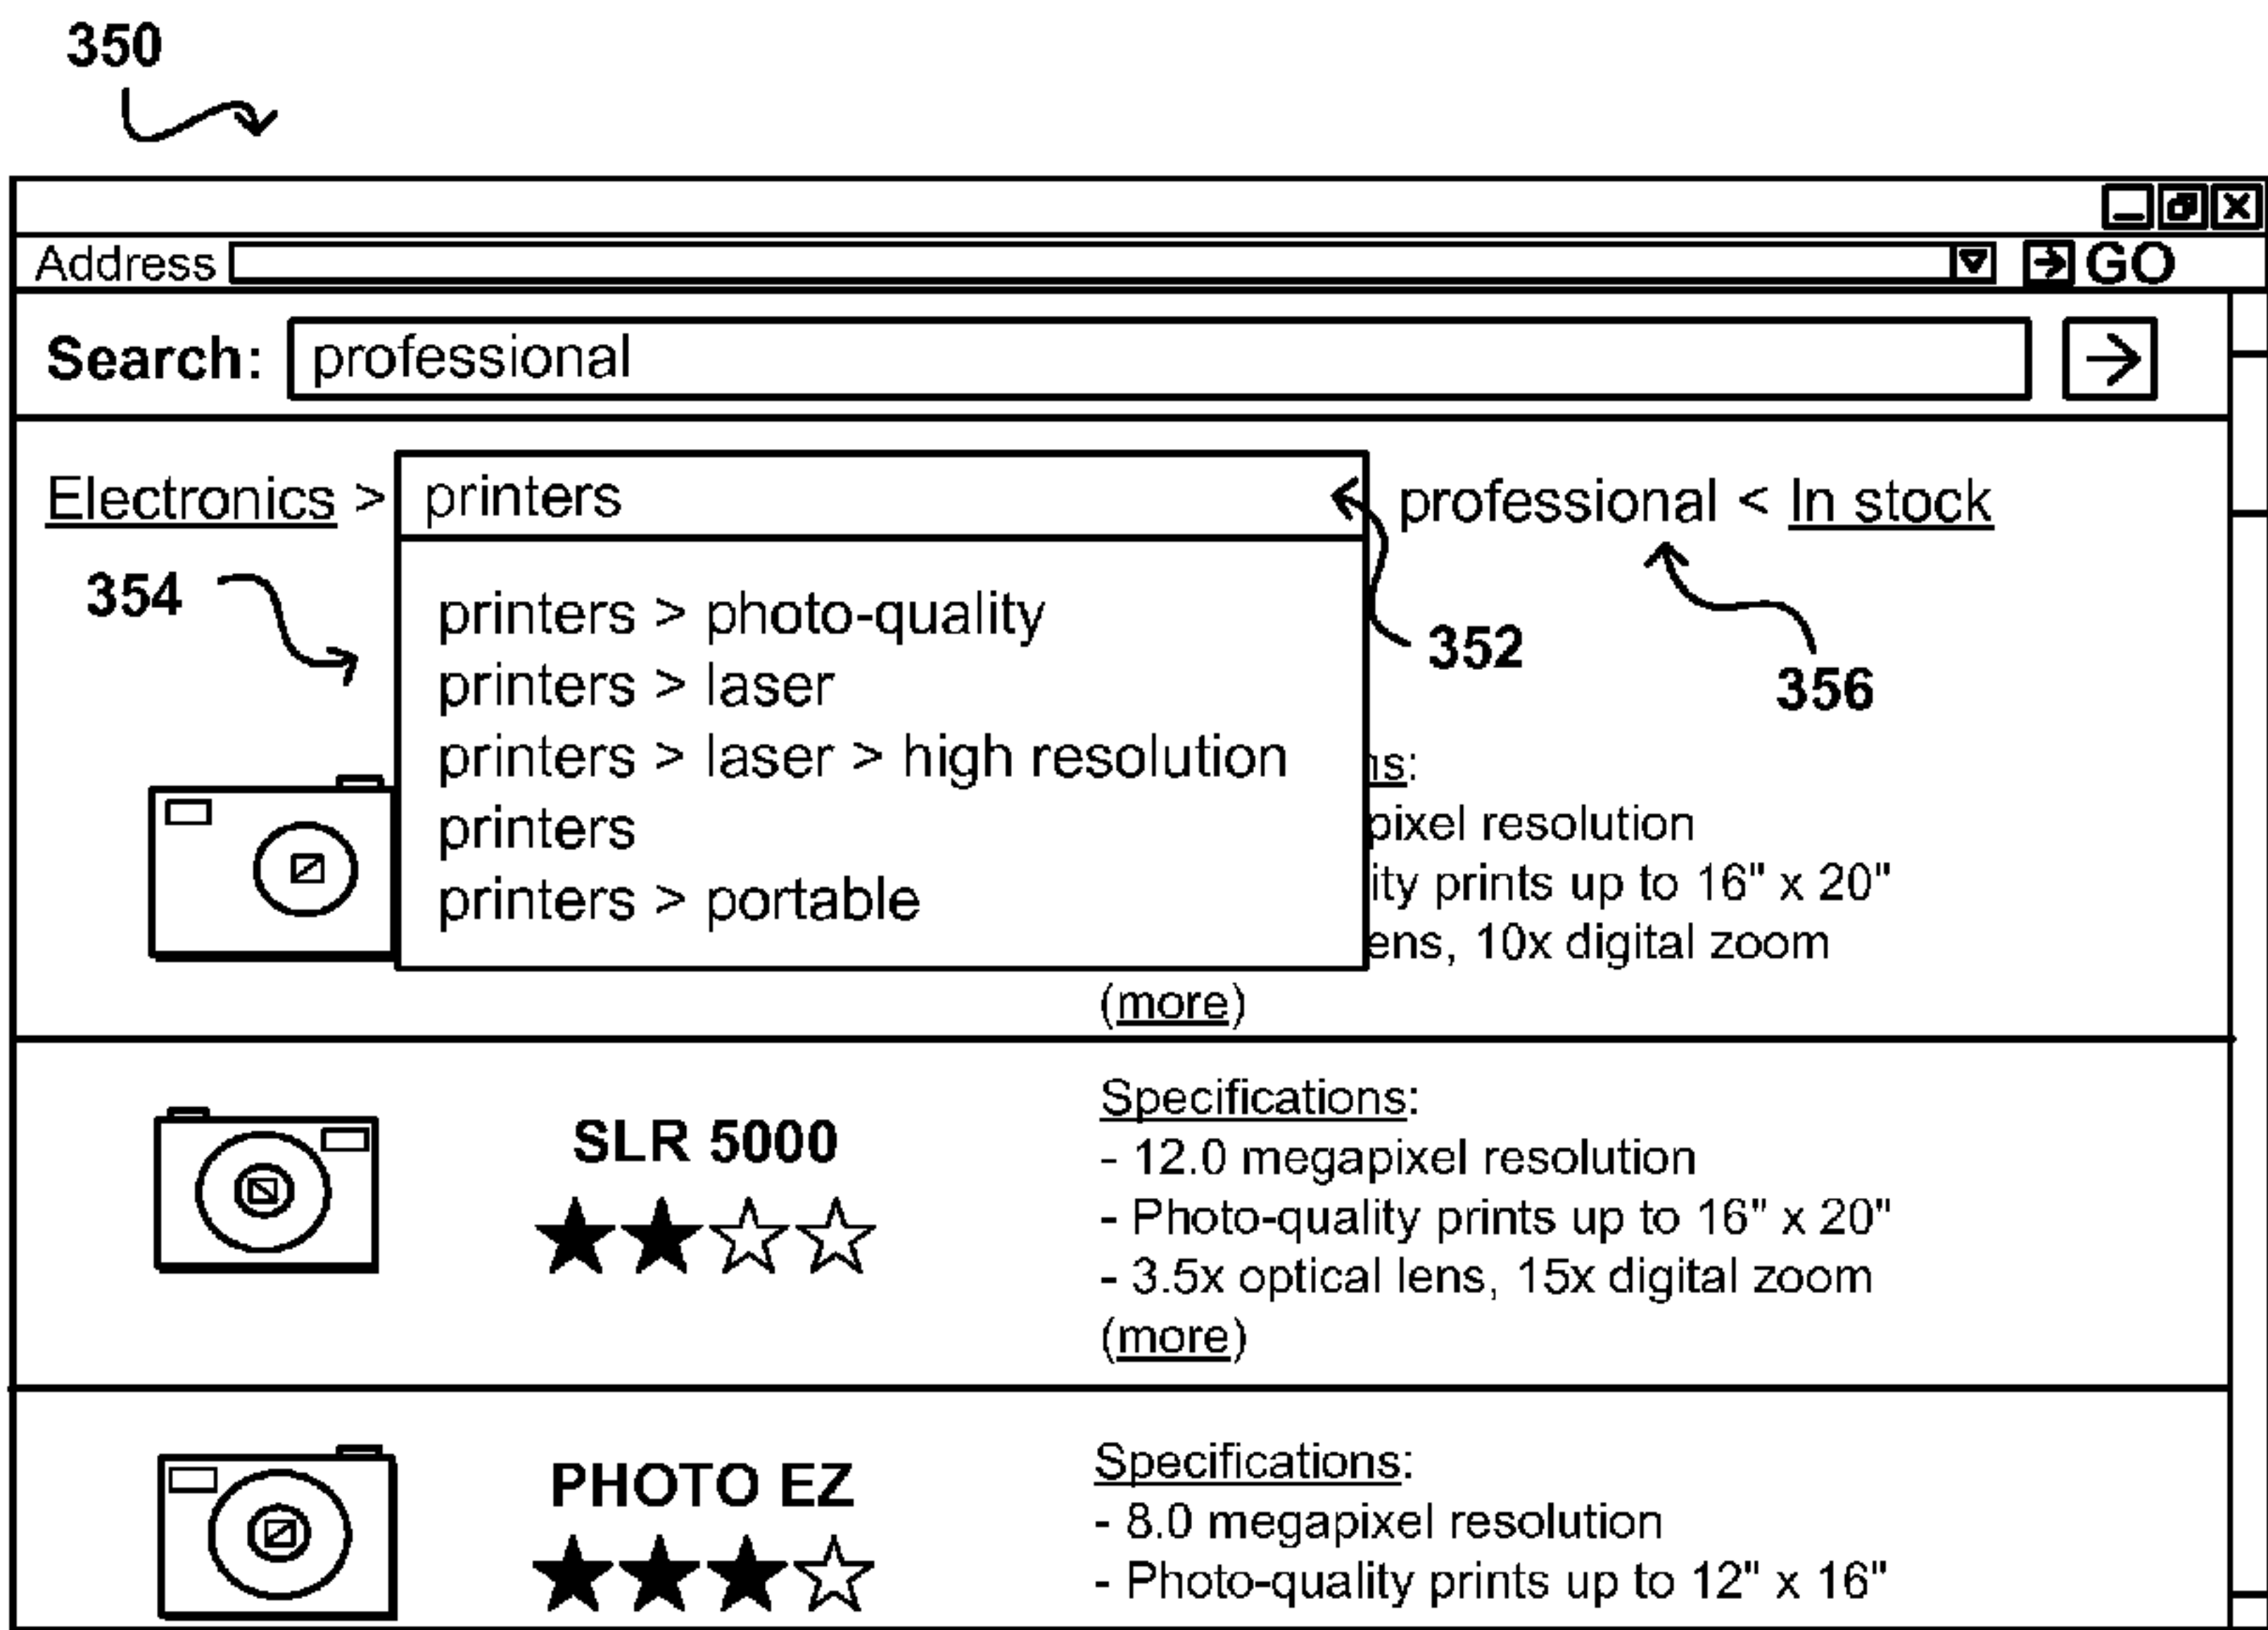 350
Address GO
Search: professional
Electronics > printers professional < In stock
354
printers > photo-quality
352
printers > laser
356
printers > laser > high resolution
printers
pixel resolution
ity prints up to 16" x 20"
printers > portable
ens, 10x digital zoom
(more)
Specifications:
SLR 5000
- 12.0 megapixel resolution
- Photo-quality prints up to 16" x 20"
- 3.5x optical lens, 15x digital zoom
(more)
Specifications:
PHOTO EZ
- 8.0 megapixel resolution
- Photo-quality prints up to 12" x 16"